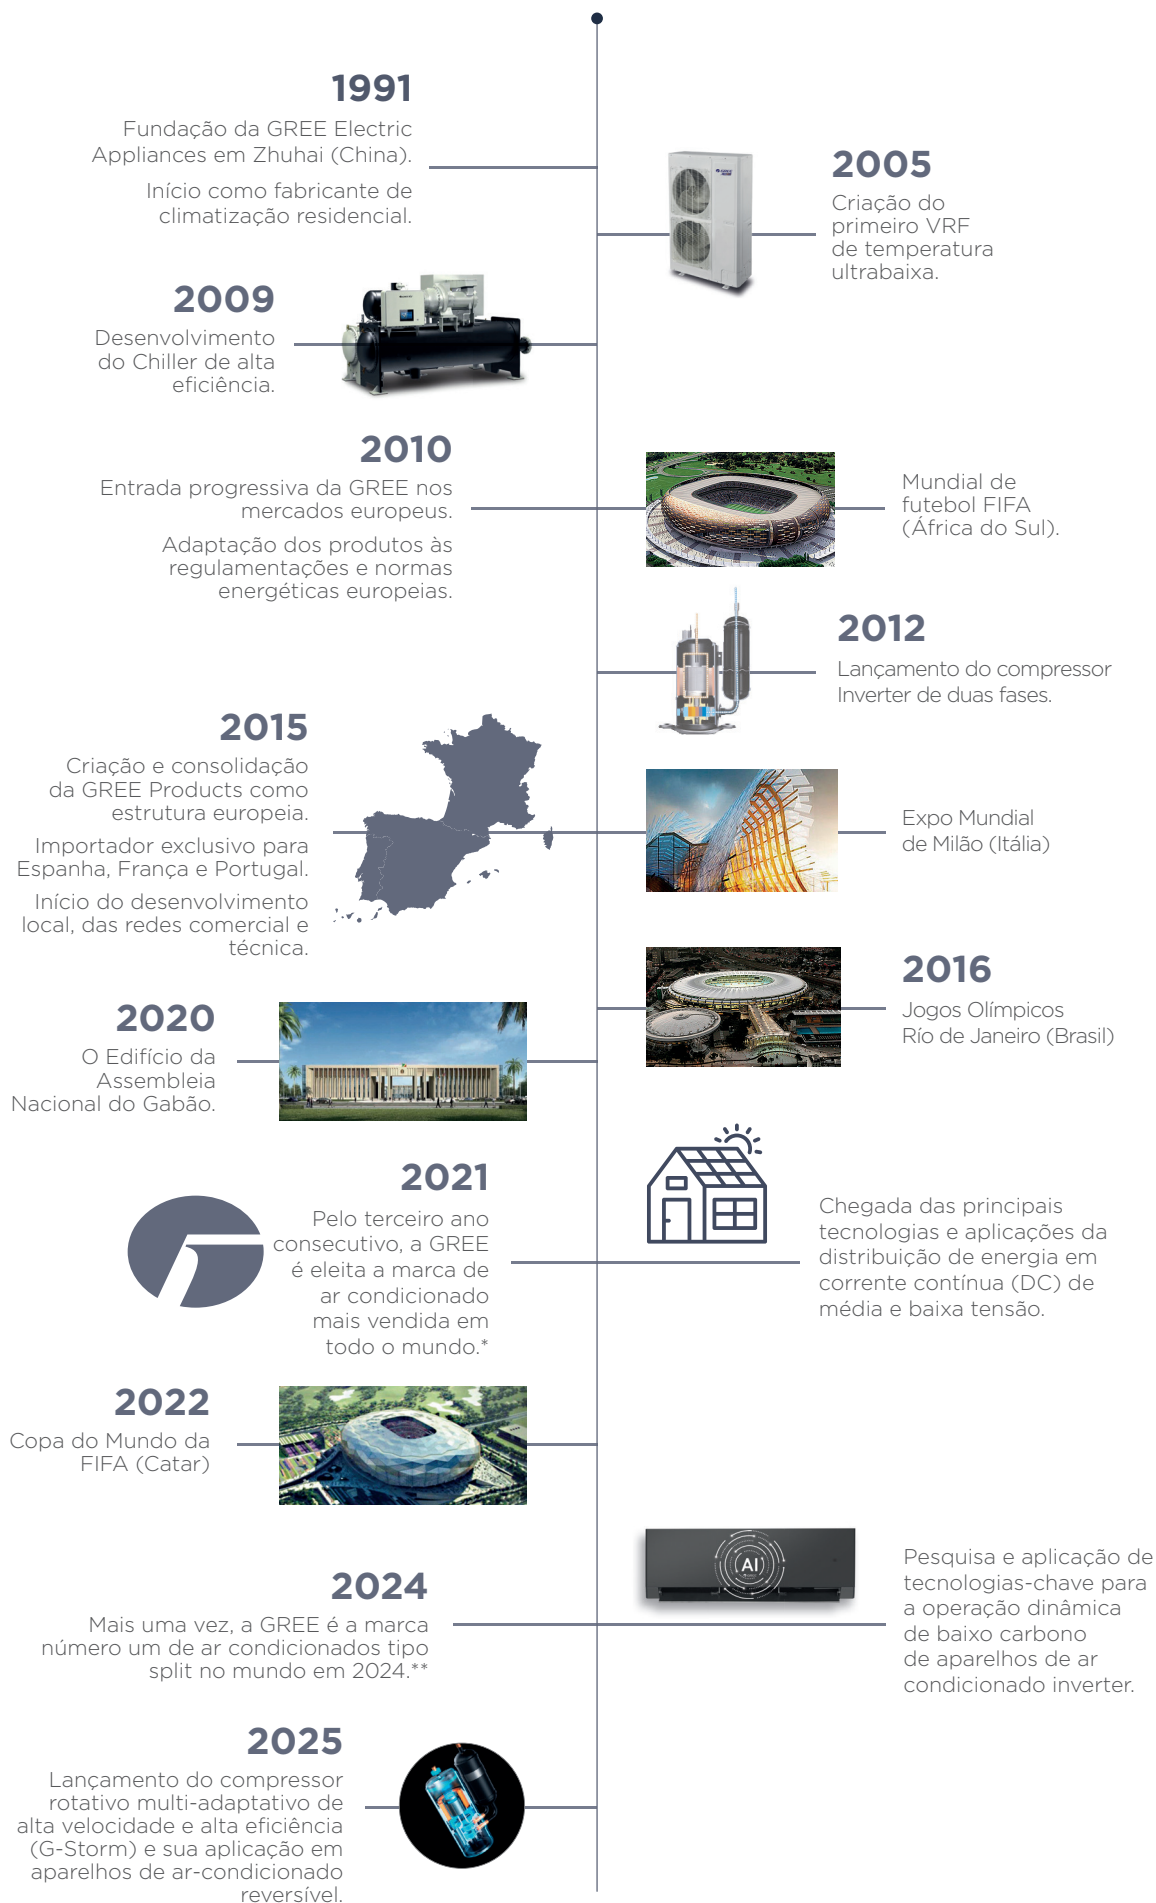 1991
Fundação da GREE Electric
Appliances em Zhuhai (China).
Início como fabricante de
climatização residencial.
2005
Criação do
primeiro VRF
de temperatura
ultrabaixa.
2009
Desenvolvimento
do Chiller de alta
eficiência.
2010
Entrada progressiva da GREE nos
mercados europeus.
Adaptação dos produtos às
regulamentações e normas
energéticas europeias.
Mundial de
futebol FIFA
(África do Sul).
2012
Lançamento do compressor
Inverter de duas fases.
2015
Criação e consolidação
da GREE Products como
estrutura europeia.
Importador exclusivo para
Espanha, França e Portugal.
Início do desenvolvimento
local, das redes comercial e
técnica.
Expo Mundial
de Milão (Itália)
2016
Jogos Olímpicos
Río de Janeiro (Brasil)
2020
O Edifício da
Assembleia
Nacional do Gabão.
2021
Pelo terceiro ano
consecutivo, a GREE
é eleita a marca de
ar condicionado
mais vendida em
todo o mundo.*
Chegada das principais
tecnologias e aplicações da
distribuição de energia em
corrente contínua (DC) de
média e baixa tensão.
2022
Copa do Mundo da
FIFA (Catar)
2024
Mais uma vez, a GREE é a marca
número um de ar condicionados tipo
split no mundo em 2024.**
AI
Pesquisa e aplicação de
tecnologias-chave para
a operação dinâmica
de baixo carbono
de aparelhos de ar
condicionado inverter.
2025
Lançamento do compressor
rotativo multi-adaptativo de
alta velocidade e alta eficiência
(G-Storm) e sua aplicação em
aparelhos de ar-condicionado
reversível.